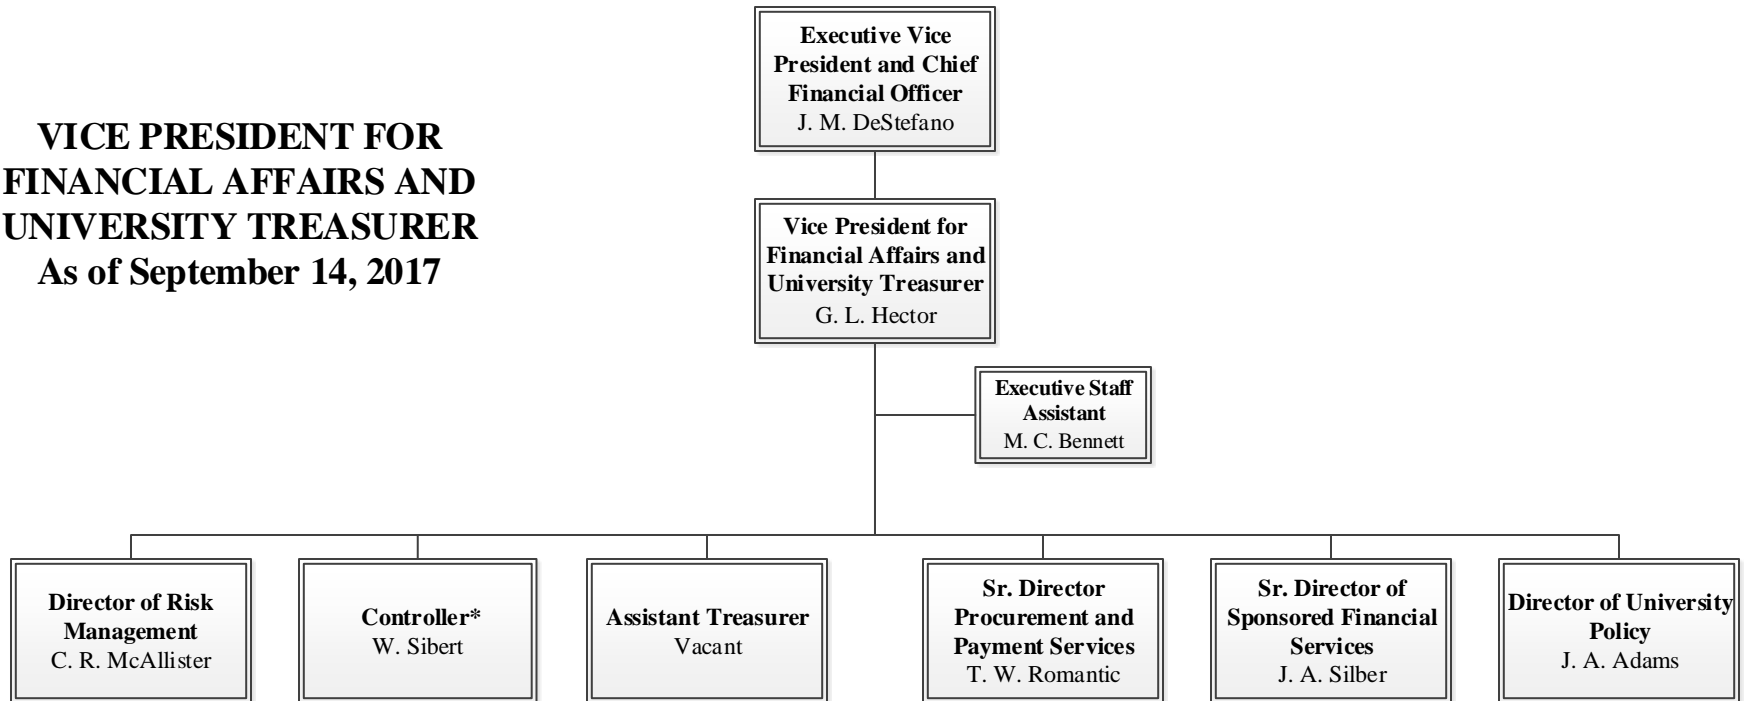 VICE PRESIDENT FOR
FINANCIAL AFFAIRS AND
UNIVERSITY TREASURER
As of September 14, 2017
Executive Vice
President and Chief
Financial Officer
J. M. DeStefano
Vice President for
Financial Affairs and
University Treasurer
G. L. Hector
Executive Staff
Assistant
M. C. Bennett
Director of Risk
Management
C. R. McAllister
Controller*
W. Sibert
Assistant Treasurer
Vacant
Sr. Director
Procurement and
Payment Services
T. W. Romantic
Sr. Director of
Sponsored Financial
Services
J. A. Silber
Director of University
Policy
J. A. Adams